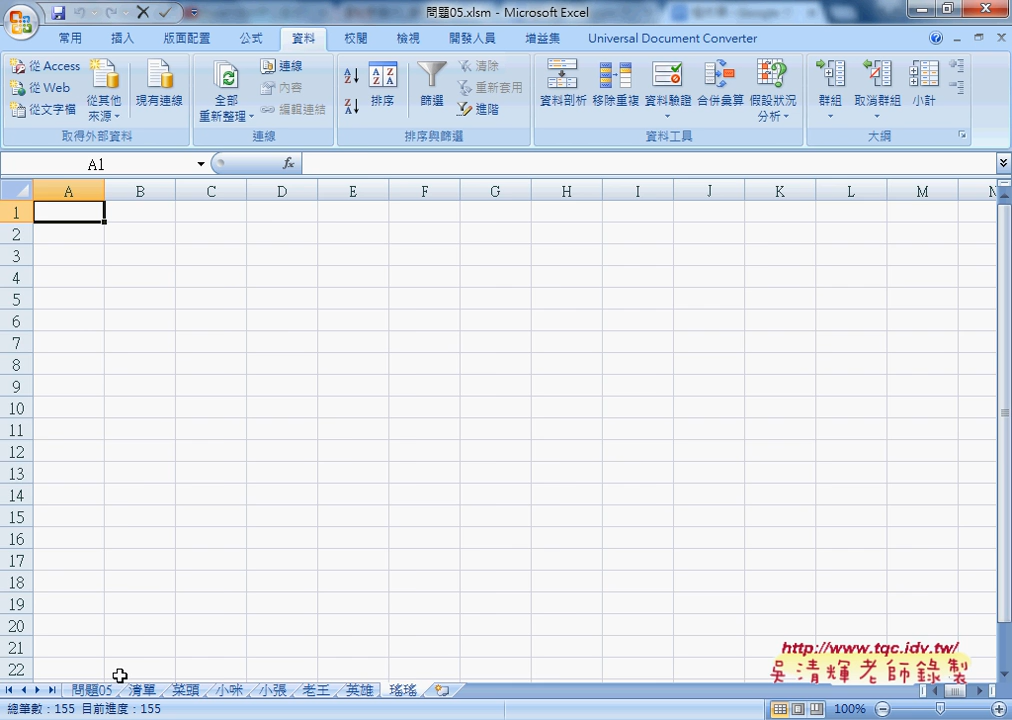 問題05.xlsm - Microsoft Excel
常用 插入 版面配置 公式 資料 校閱 檢視 開發人員 增益集 Universal Document Converter
從 Access
從 Web
從文字檔
從其他來源
現有連線
取得外部資料
全部重新整理
連線
內容
編輯連結
連線
排序
篩選
清除
重新套用
進階
排序與篩選
資料剖析
移除重複
資料驗證
合併彙算
假設狀況分析
資料工具
群組
取消群組
小計
大綱
A1
fx
A B C D E F G H I J K L M N
1
2
3
4
5
6
7
8
9
10
11
12
13
14
15
16
17
18
19
20
21
22
http://www.tqc.idv.tw/
吳清輝老師錄製
問題05 清單 菜頭 小咪 小張 老王 英雄 瑤瑤
總筆數：155 目前進度：155
100%